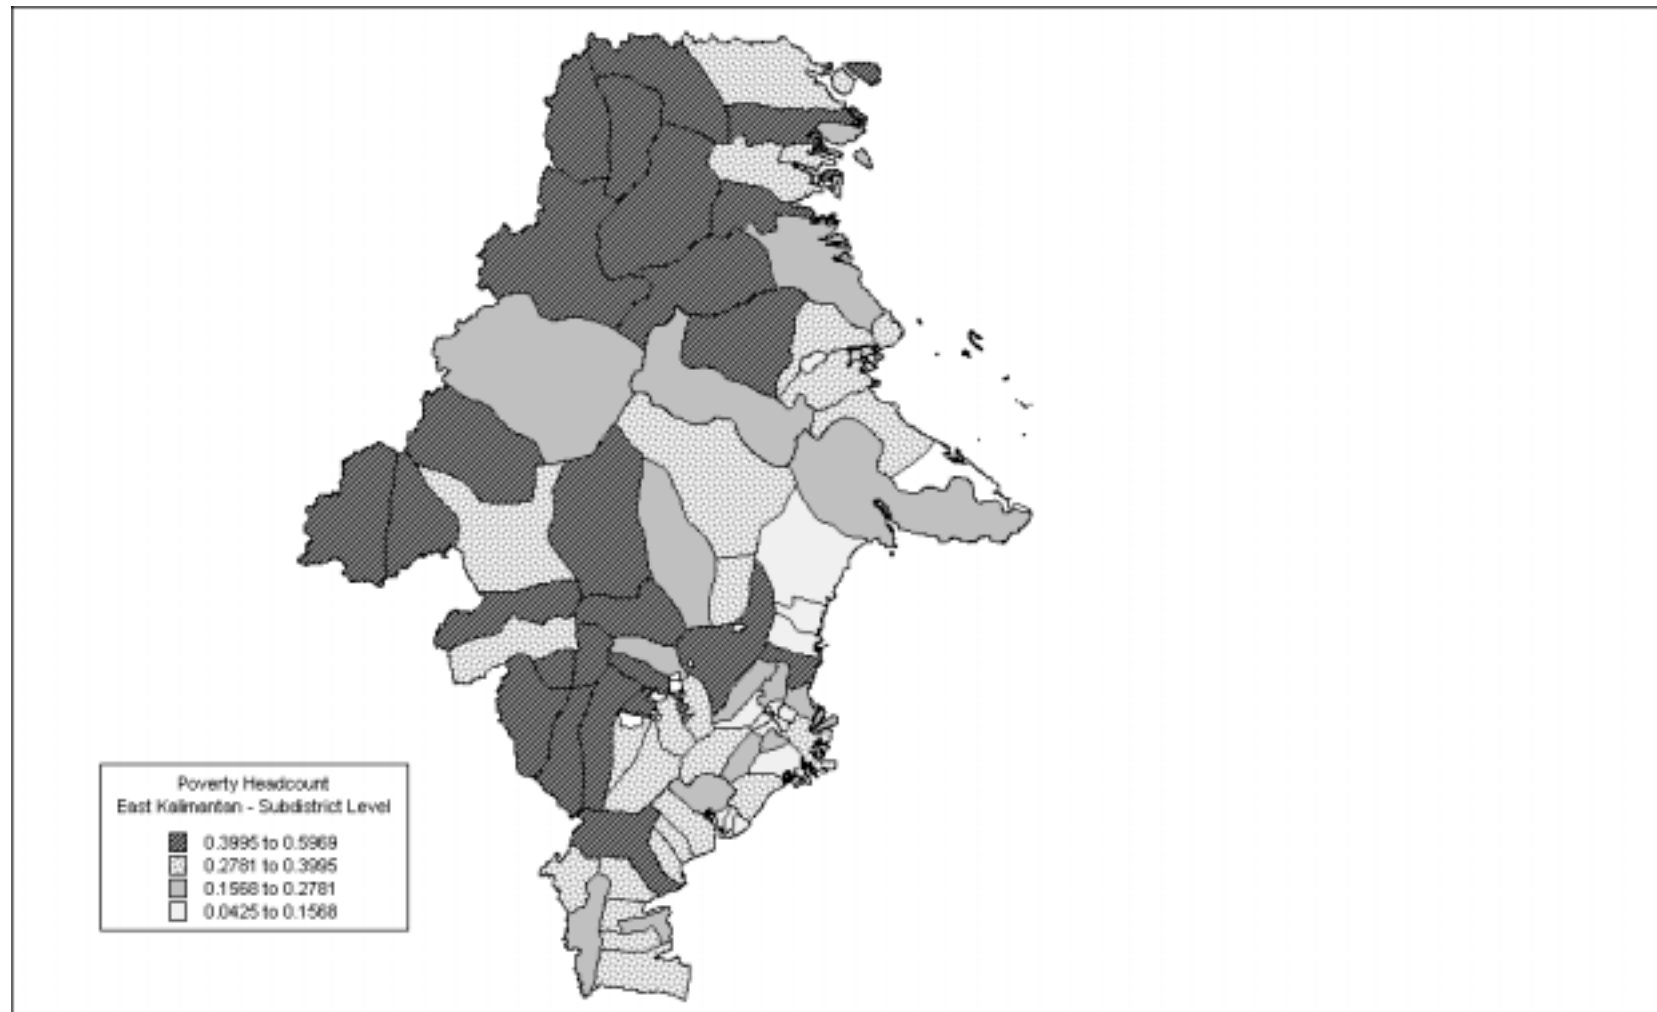 Poverty Headcount
East Kalimantan - Subdistrict Level
0.3995 to 0.5969
0.2781 to 0.3995
0.1568 to 0.2781
0.0425 to 0.1568